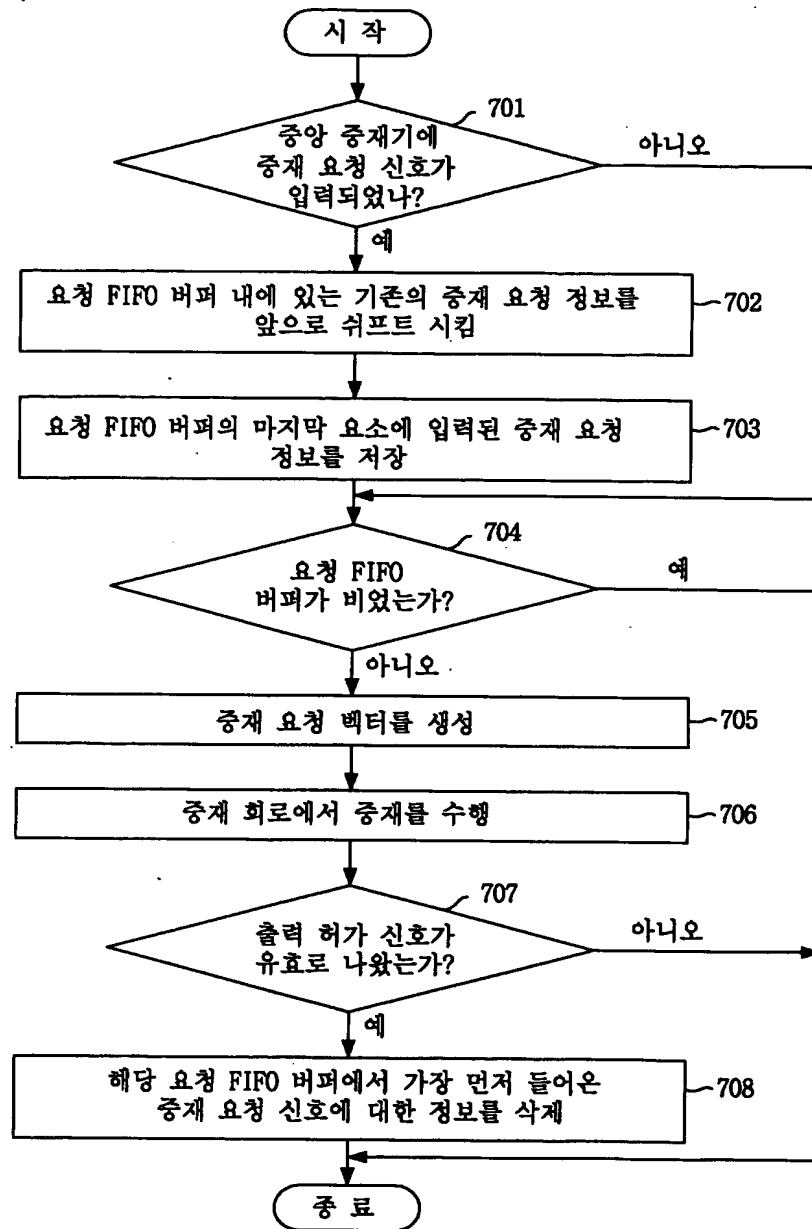 시 작
701
중앙 중재기에
중재 요청 신호가
입력되었나?
아니오
예
요청 FIFO 버퍼 내에 있는 기존의 중재 요청 정보를
앞으로 쉬프트 시킴
702
요청 FIFO 버퍼의 마지막 요소에 입력된 중재 요청
정보를 저장
703
704
요청 FIFO
버퍼가 비었는가?
예
아니오
중재 요청 벡터를 생성
705
중재 회로에서 중재를 수행
706
707
출력 허가 신호가
유효로 나왔는가?
아니오
예
해당 요청 FIFO 버퍼에서 가장 먼저 들어온
중재 요청 신호에 대한 정보를 삭제
708
종 료